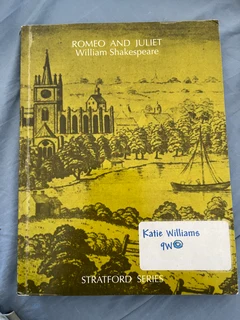 ROMEO AND JULIET
William Shakespeare
Katie Williams
9W☺
STRATFORD SERIES